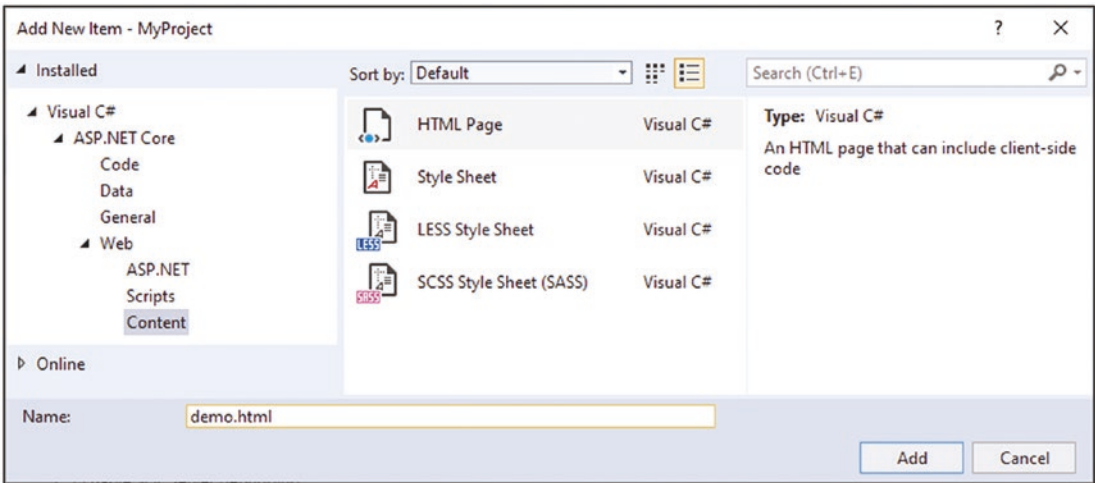 Add New Item - MyProject
?
Installed
Sort by: Default
Search (Ctrl+E)
Visual C#
ASP.NET Core
Code
Data
General
Web
ASP.NET
Scripts
Content
Online
HTML Page Visual C#
Style Sheet Visual C#
LESS
LESS Style Sheet Visual C#
SASS
SCSS Style Sheet (SASS) Visual C#
Type: Visual C#
An HTML page that can include client-side
code
Name: demo.html
Add Cancel